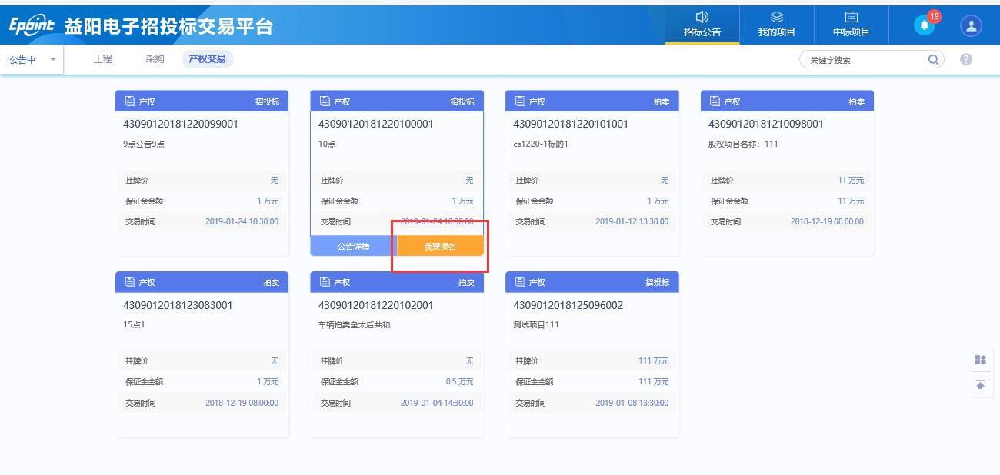 Epoint 益阳电子招投标交易平台
招标公告 我的项目 中标项目 19
公告中 工程 采购 产权交易 关键字搜索 ?
产权 招投标
43090120181220099001
9点公告9点
挂牌价 无
保证金金额 1 万元
交易时间 2019-01-24 10:30:00
产权 招投标
43090120181220100001
10点
挂牌价 无
保证金金额 1 万元
交易时间 2019-01-24 10:30:00
公告详情 我要报名
产权 拍卖
43090120181220101001
cs1220-1标的1
挂牌价 无
保证金金额 1 万元
交易时间 2019-01-12 13:30:00
产权 拍卖
43090120181210098001
股权项目名称：111
挂牌价 11 万元
保证金金额 11 万元
交易时间 2018-12-19 08:00:00
产权 拍卖
4309012018123083001
15点1
挂牌价 无
保证金金额 1 万元
交易时间 2018-12-19 08:00:00
产权 拍卖
43090120181220102001
车辆拍卖皇太后共和
挂牌价 无
保证金金额 0.5 万元
交易时间 2019-01-04 14:30:00
产权 招投标
4309012018125096002
测试项目111
挂牌价 111 万元
保证金金额 111 万元
交易时间 2019-01-08 13:30:00